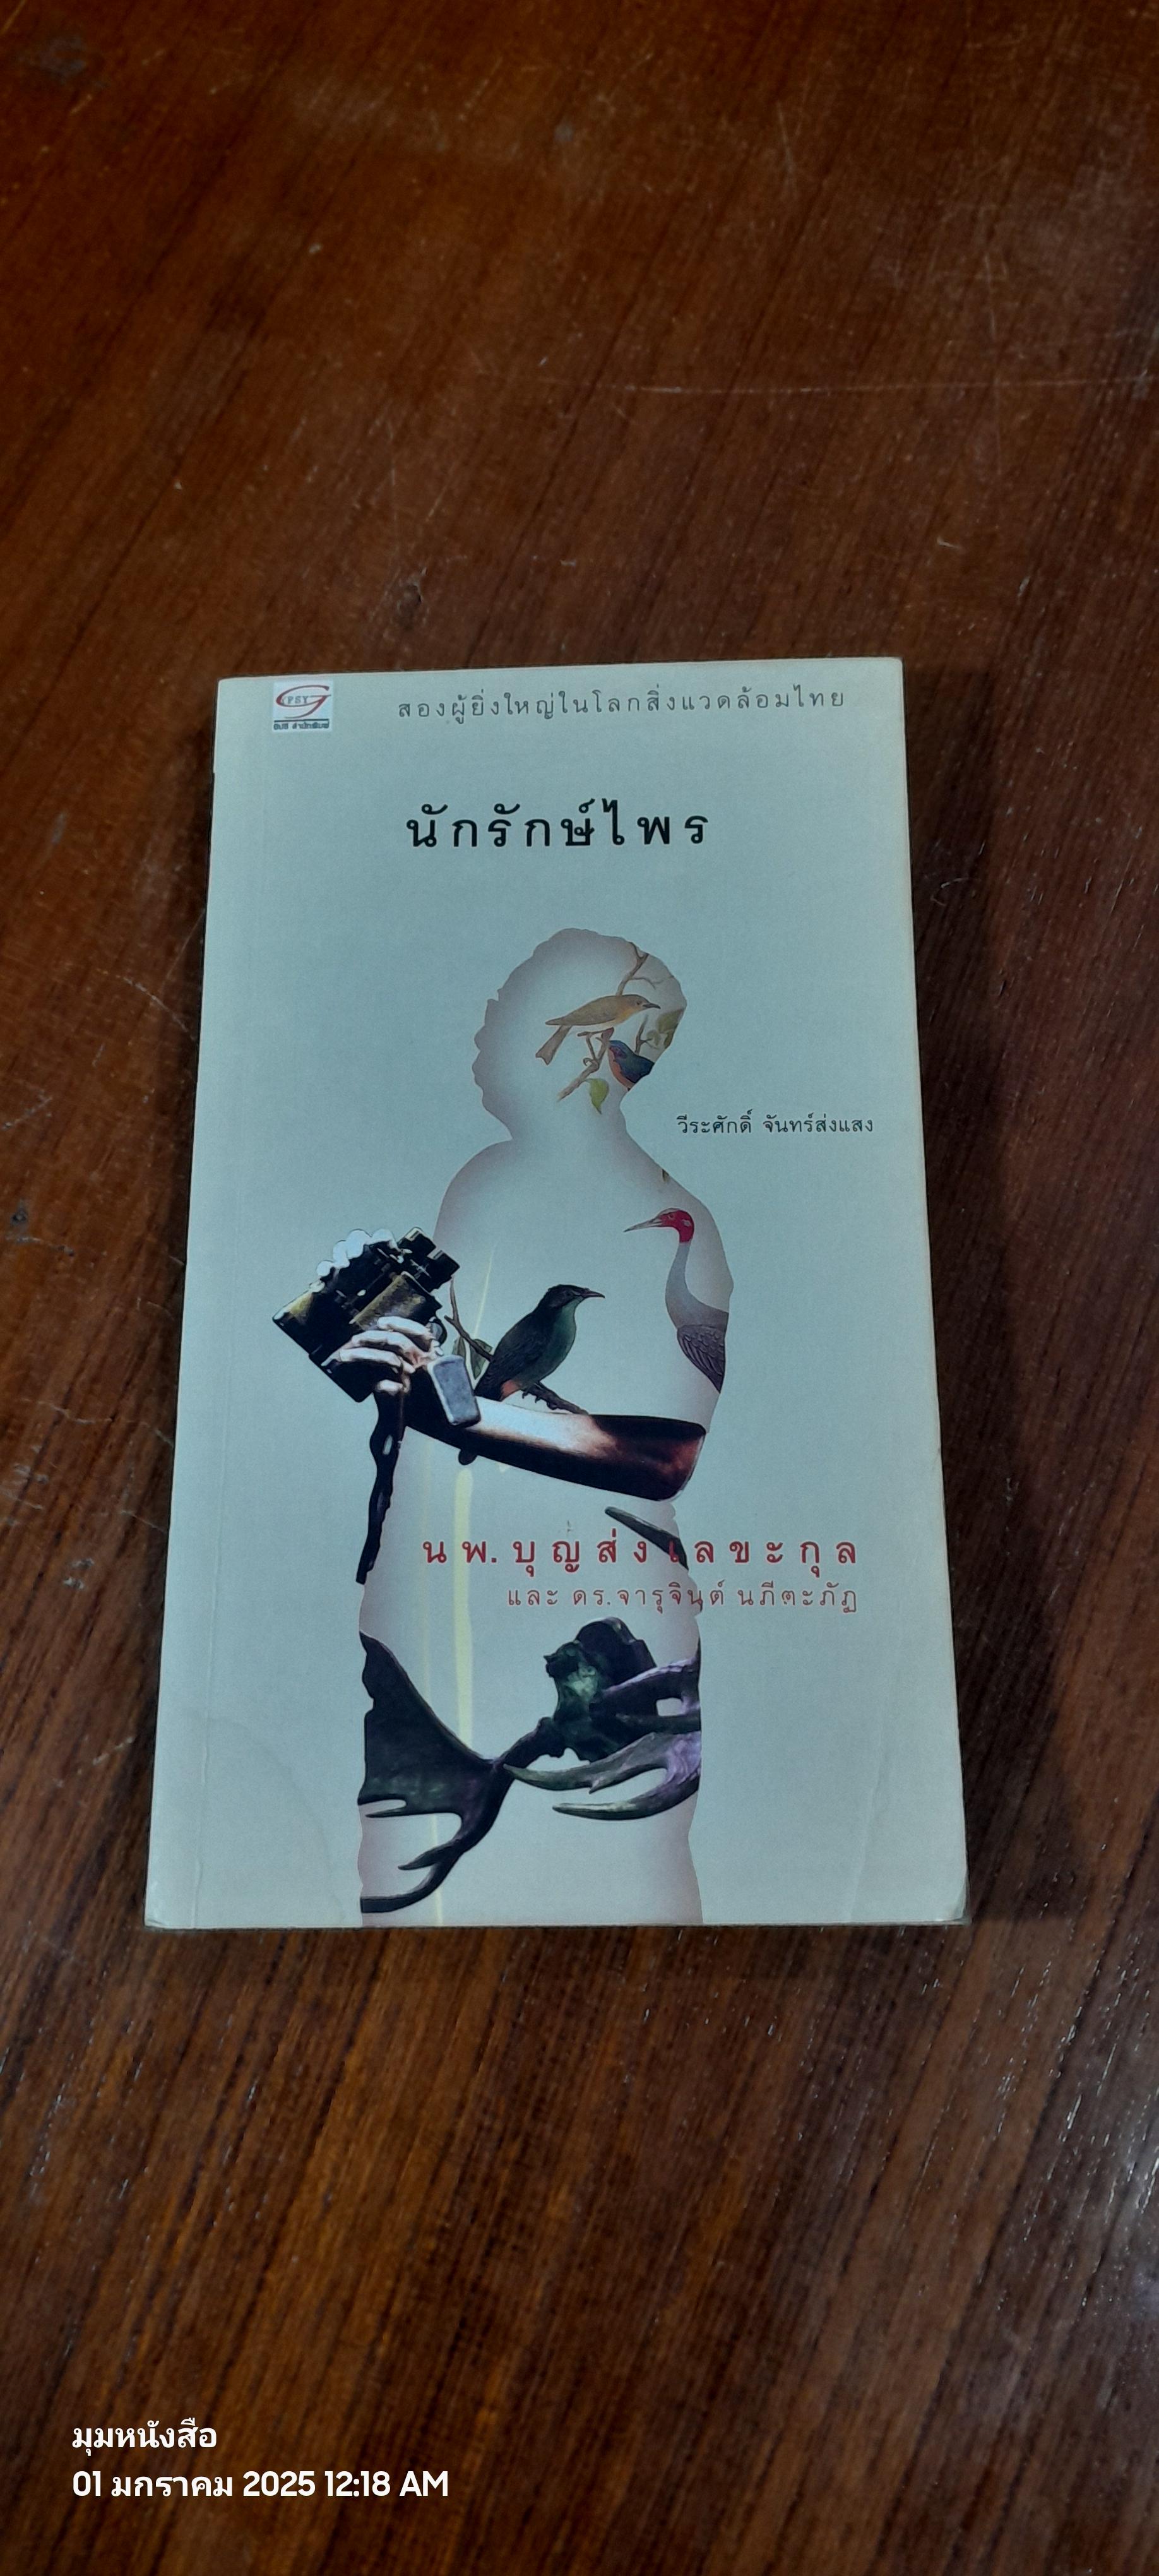 สองผู้ยิ่งใหญ่ในโลกสิ่งแวดล้อมไทย
นักรักษ์ไพร
วีระศักดิ์ จันทร์ส่งแสง
นพ.บุญส่ง เลขะกุล
และ ดร.จารุจินต์ นภีตะภัฏ
มุมหนังสือ
01 มกราคม 2025 12:18 AM